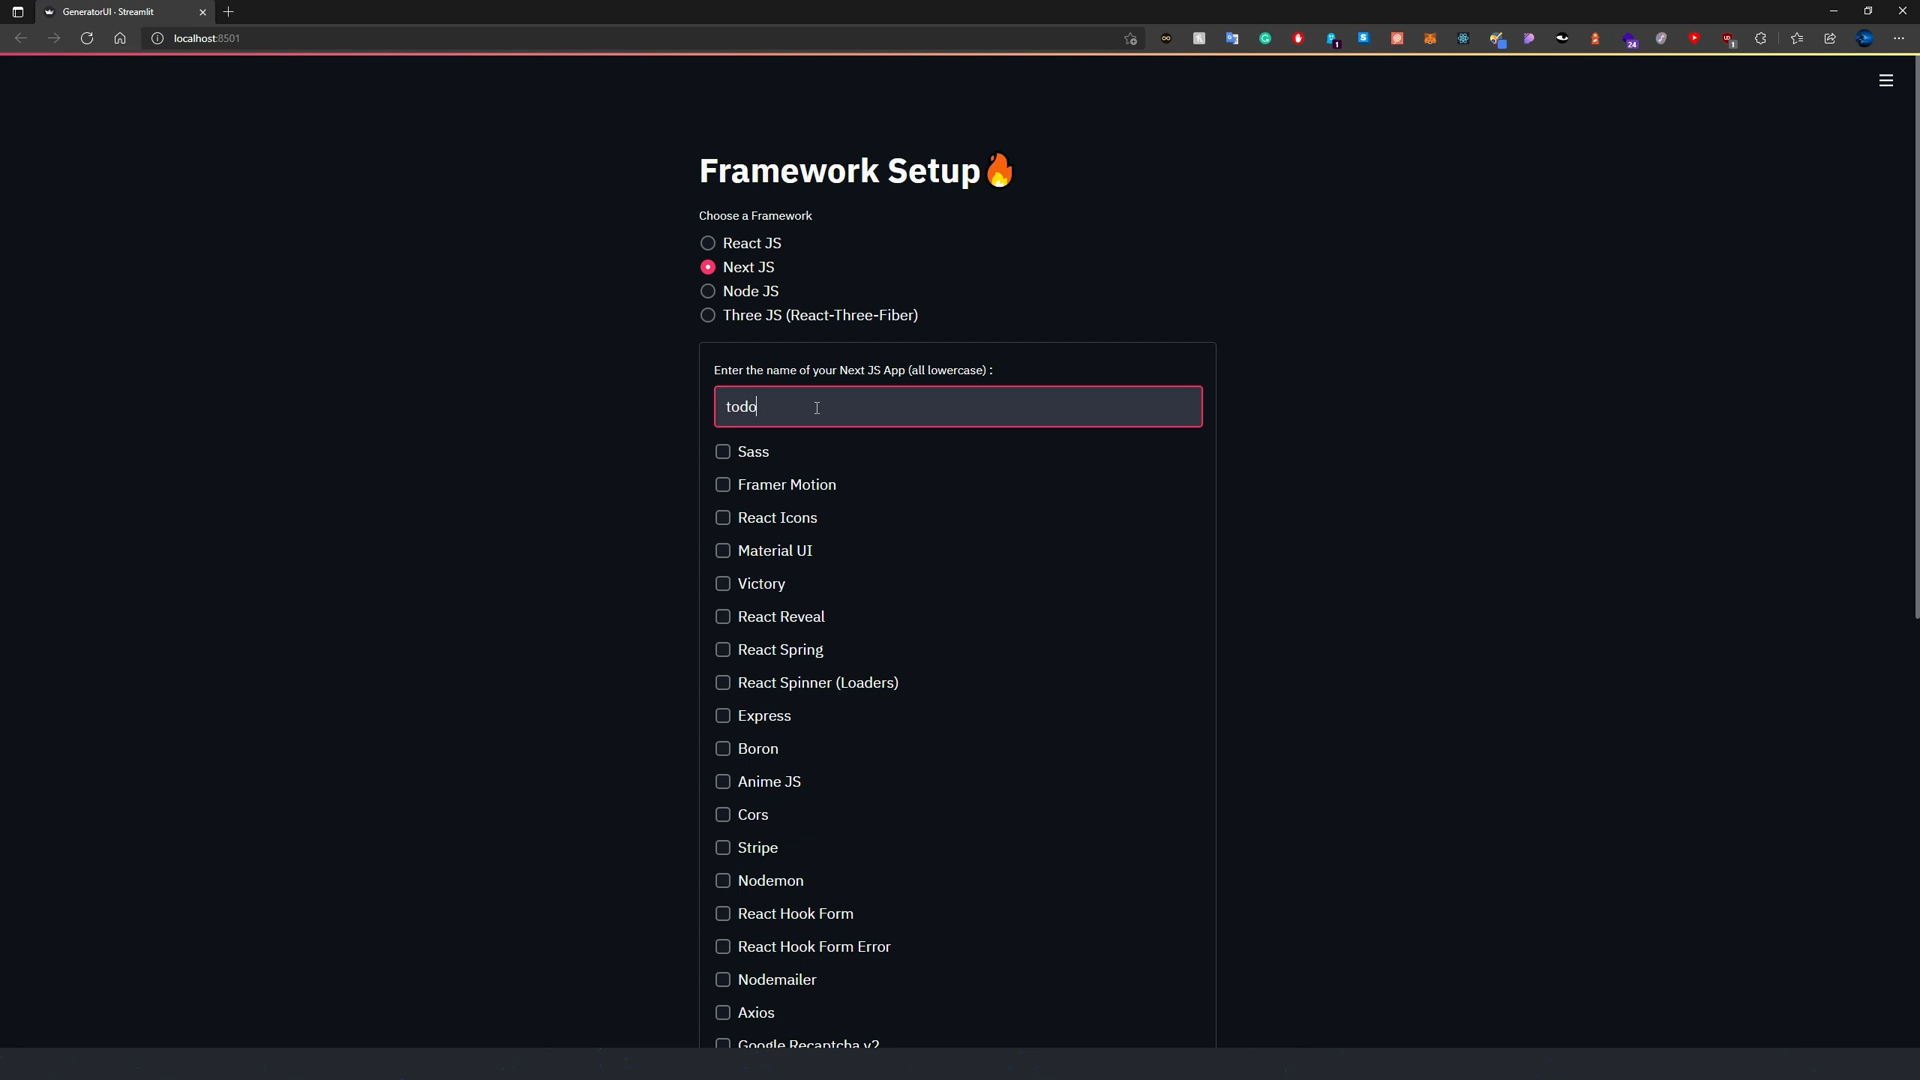 GeneratorUI - Streamlit
localhost:8501
1
24
1
Framework Setup🔥
Choose a Framework
React JS
Next JS
Node JS
Three JS (React-Three-Fiber)
Enter the name of your Next JS App (all lowercase) :
todo
Sass
Framer Motion
React Icons
Material UI
Victory
React Reveal
React Spring
React Spinner (Loaders)
Express
Boron
Anime JS
Cors
Stripe
Nodemon
React Hook Form
React Hook Form Error
Nodemailer
Axios
Google Recaptcha v2